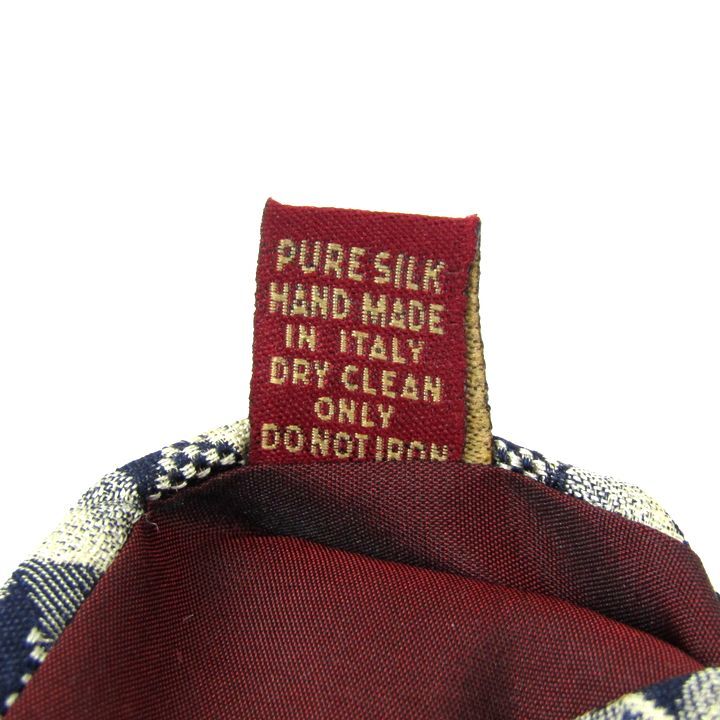 PURE SILK
HAND MADE
IN ITALY
DRY CLEAN
ONLY
DO NOT IRON